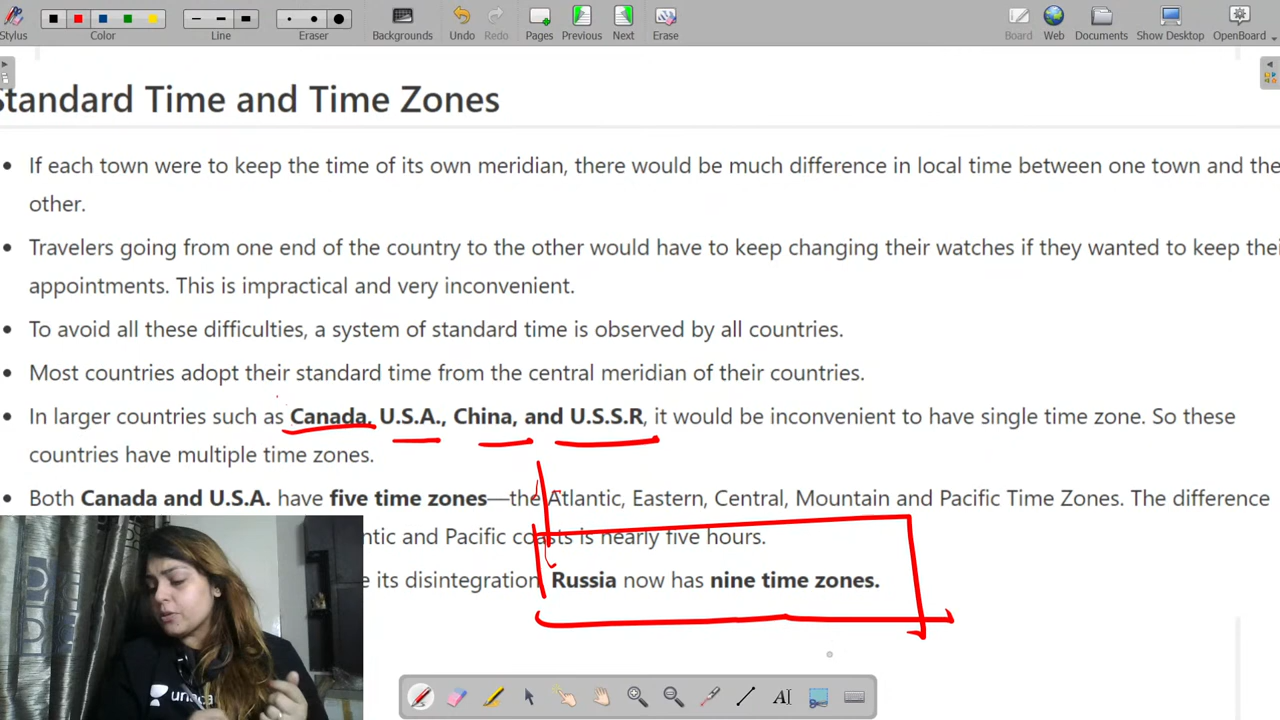 Stylus
Color
Line
Eraser
Backgrounds
Undo
Redo
Pages
Previous
Next
Erase
Board
Web
Documents
Show Desktop
OpenBoard
Standard Time and Time Zones
• If each town were to keep the time of its own meridian, there would be much difference in local time between one town and the
other.
• Travelers going from one end of the country to the other would have to keep changing their watches if they wanted to keep thei
appointments. This is impractical and very inconvenient.
• To avoid all these difficulties, a system of standard time is observed by all countries.
• Most countries adopt their standard time from the central meridian of their countries.
• In larger countries such as Canada, U.S.A., China, and U.S.S.R, it would be inconvenient to have single time zone. So these
countries have multiple time zones.
• Both Canada and U.S.A. have five time zones—the Atlantic, Eastern, Central, Mountain and Pacific Time Zones. The difference
ntic and Pacific coasts is nearly five hours.
e its disintegration Russia now has nine time zones.
AI